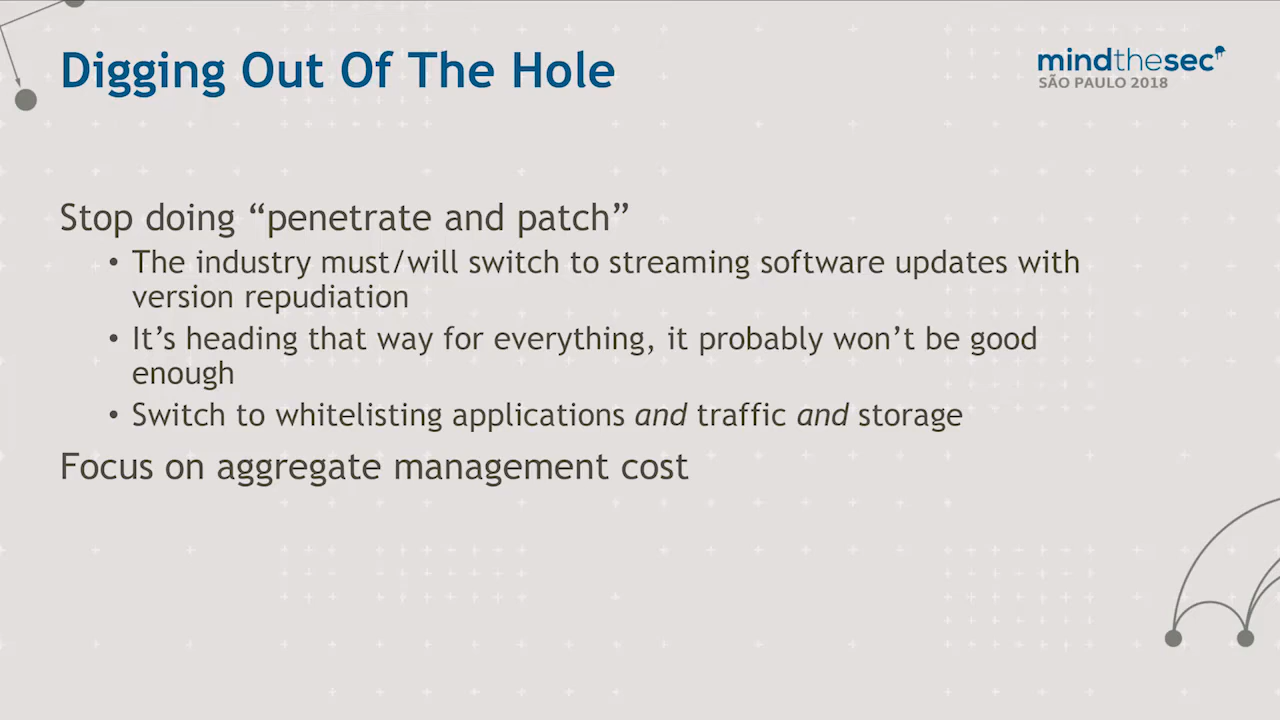 Digging Out Of The Hole
mindthesec
SÃO PAULO 2018
Stop doing “penetrate and patch”
• The industry must/will switch to streaming software updates with
version repudiation
• It’s heading that way for everything, it probably won’t be good
enough
• Switch to whitelisting applications and traffic and storage
Focus on aggregate management cost